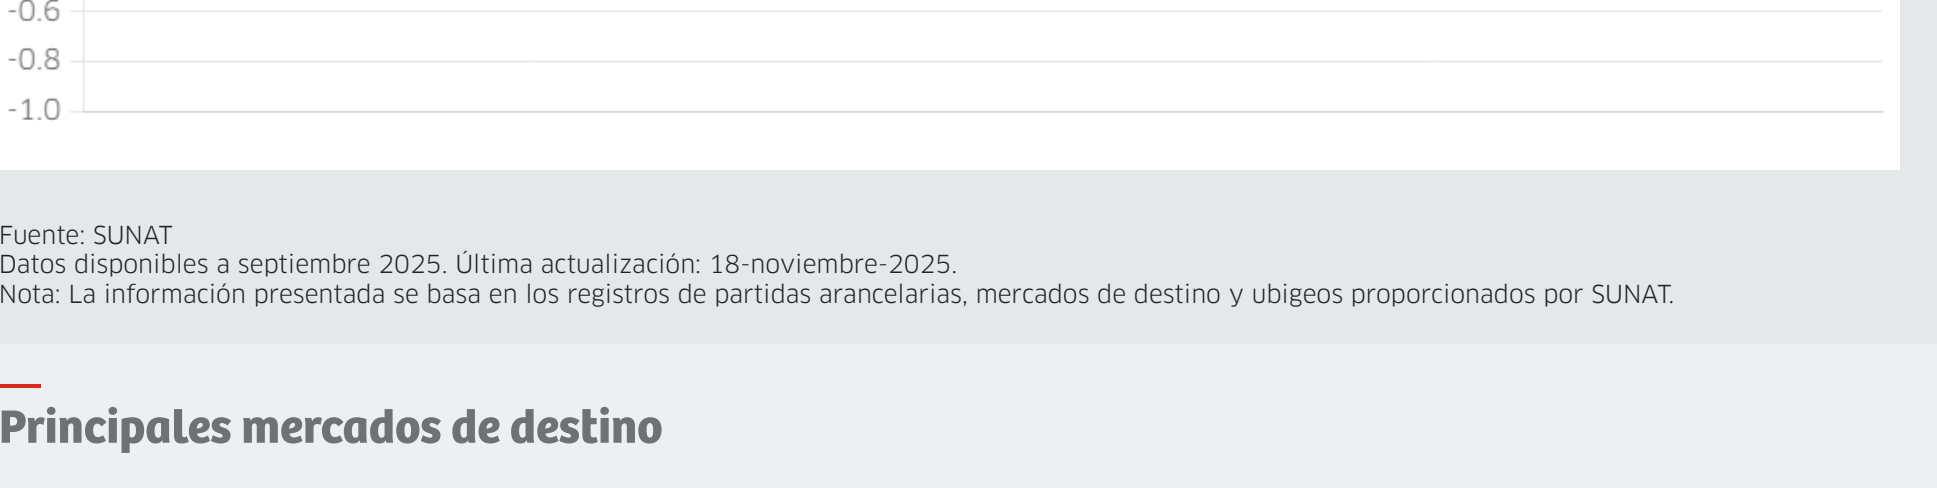 -0.6
-0.8
-1.0
Fuente: SUNAT
Datos disponibles a septiembre 2025. Última actualización: 18-noviembre-2025.
Nota: La información presentada se basa en los registros de partidas arancelarias, mercados de destino y ubigeos proporcionados por SUNAT.
Principales mercados de destino